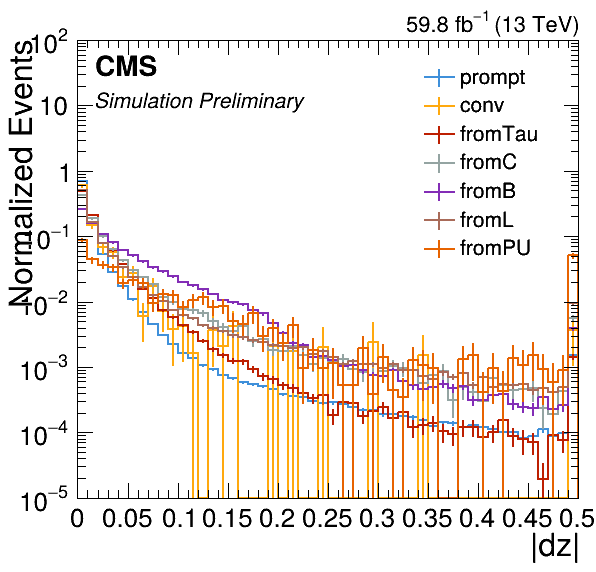 59.8 fb⁻¹ (13 TeV)
CMS
Simulation Preliminary
prompt
conv
fromTau
fromC
fromB
fromL
fromPU
Normalized Events
10²
10
1
10⁻¹
10⁻²
10⁻³
10⁻⁴
10⁻⁵
0 0.05 0.1 0.15 0.2 0.25 0.3 0.35 0.4 0.45 0.5
|dz|